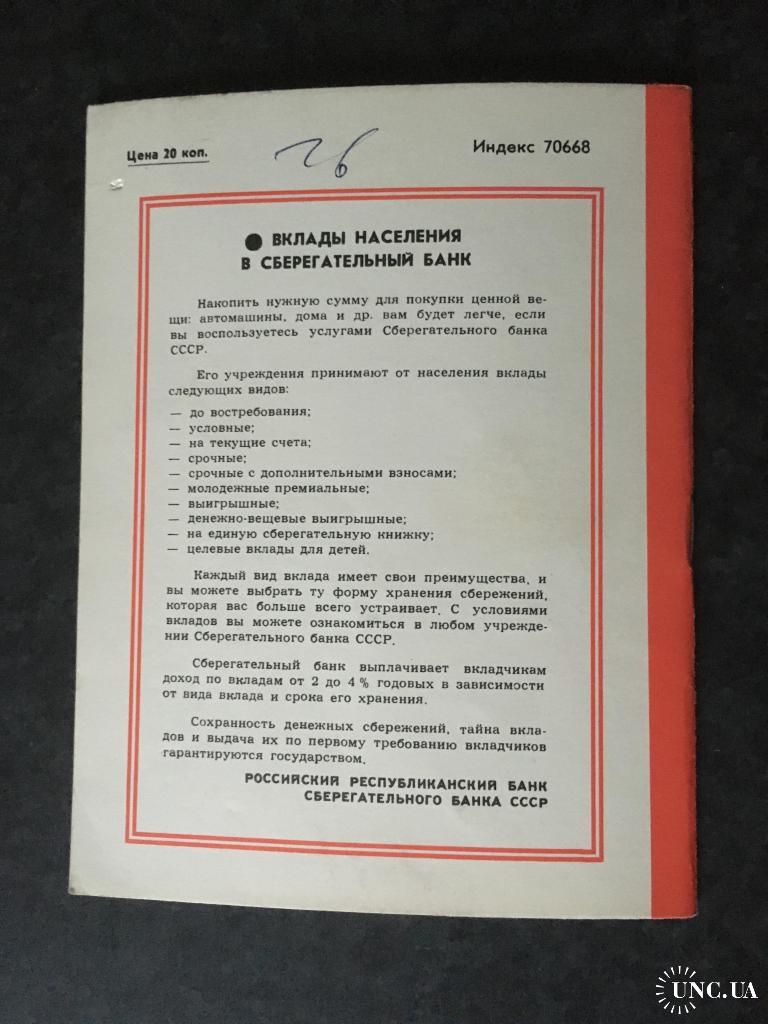 Цена 20 коп.
Индекс 70668
● ВКЛАДЫ НАСЕЛЕНИЯ
В СБЕРЕГАТЕЛЬНЫЙ БАНК
Накопить нужную сумму для покупки ценной ве-
щи: автомашины, дома и др. вам будет легче, если
вы воспользуетесь услугами Сберегательного банка
СССР.
Его учреждения принимают от населения вклады
следующих видов:
— до востребования;
— условные;
— на текущие счета;
— срочные;
— срочные с дополнительными взносами;
— молодежные премиальные;
— выигрышные;
— денежно-вещевые выигрышные;
— на единую сберегательную книжку;
— целевые вклады для детей.
Каждый вид вклада имеет свои преимущества, и
вы можете выбрать ту форму хранения сбережений,
которая вас больше всего устраивает. С условиями
вкладов вы можете ознакомиться в любом учрежде-
нии Сберегательного банка СССР.
Сберегательный банк выплачивает вкладчикам
доход по вкладам от 2 до 4 % годовых в зависимости
от вида вклада и срока его хранения.
Сохранность денежных сбережений, тайна вкла-
дов и выдача их по первому требованию вкладчиков
гарантируются государством.
РОССИЙСКИЙ РЕСПУБЛИКАНСКИЙ БАНК
СБЕРЕГАТЕЛЬНОГО БАНКА СССР
UNC.UA